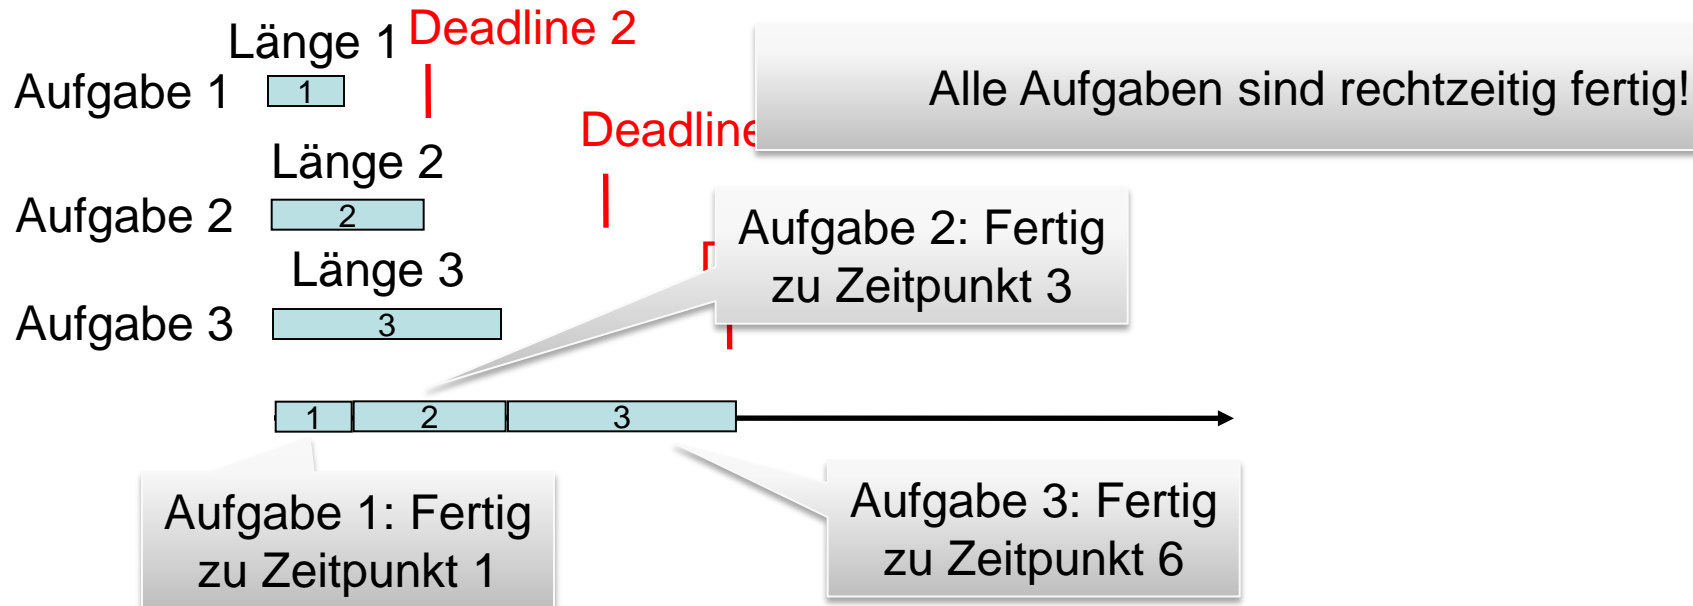 Länge 1 Deadline 2
Aufgabe 1 1
Alle Aufgaben sind rechtzeitig fertig!
Deadline
Länge 2
Aufgabe 2 2
Aufgabe 2: Fertig
zu Zeitpunkt 3
Länge 3
Aufgabe 3 3
1 2 3
Aufgabe 1: Fertig
zu Zeitpunkt 1
Aufgabe 3: Fertig
zu Zeitpunkt 6